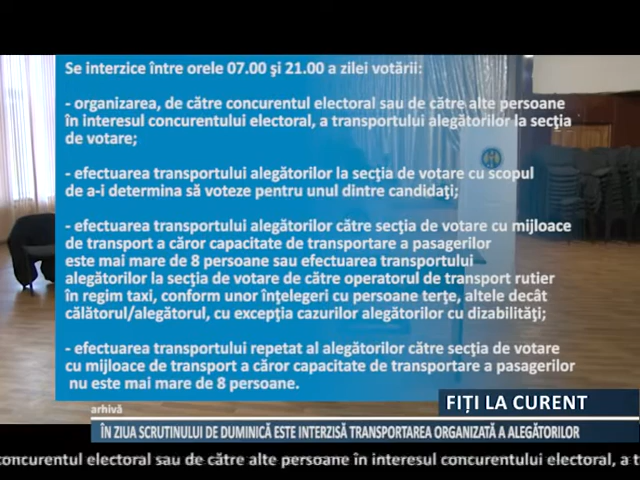 Se interzice între orele 07.00 şi 21.00 a zilei votării:
- organizarea, de către concurentul electoral sau de către alte persoane
în interesul concurentului electoral, a transportului alegătorilor la secţia
de votare;
- efectuarea transportului alegătorilor la secţia de votare cu scopul
de a-i determina să voteze pentru unul dintre candidaţi;
- efectuarea transportului alegătorilor către secţia de votare cu mijloace
de transport a căror capacitate de transportare a pasagerilor
este mai mare de 8 persoane sau efectuarea transportului
alegătorilor la secţia de votare de către operatorul de transport rutier
în regim taxi, conform unor înţelegeri cu persoane terţe, altele decât
călătorul/alegătorul, cu excepţia cazurilor alegătorilor cu dizabilităţi;
- efectuarea transportului repetat al alegătorilor către secţia de votare
cu mijloace de transport a căror capacitate de transportare a pasagerilor
nu este mai mare de 8 persoane.
arhivă
FIŢI LA CURENT
ÎN ZIUA SCRUTINULUI DE DUMINICĂ ESTE INTERZISĂ TRANSPORTAREA ORGANIZATĂ A ALEGĂTORILOR
concurentul electoral sau de către alte persoane în interesul concurentului electoral, a t